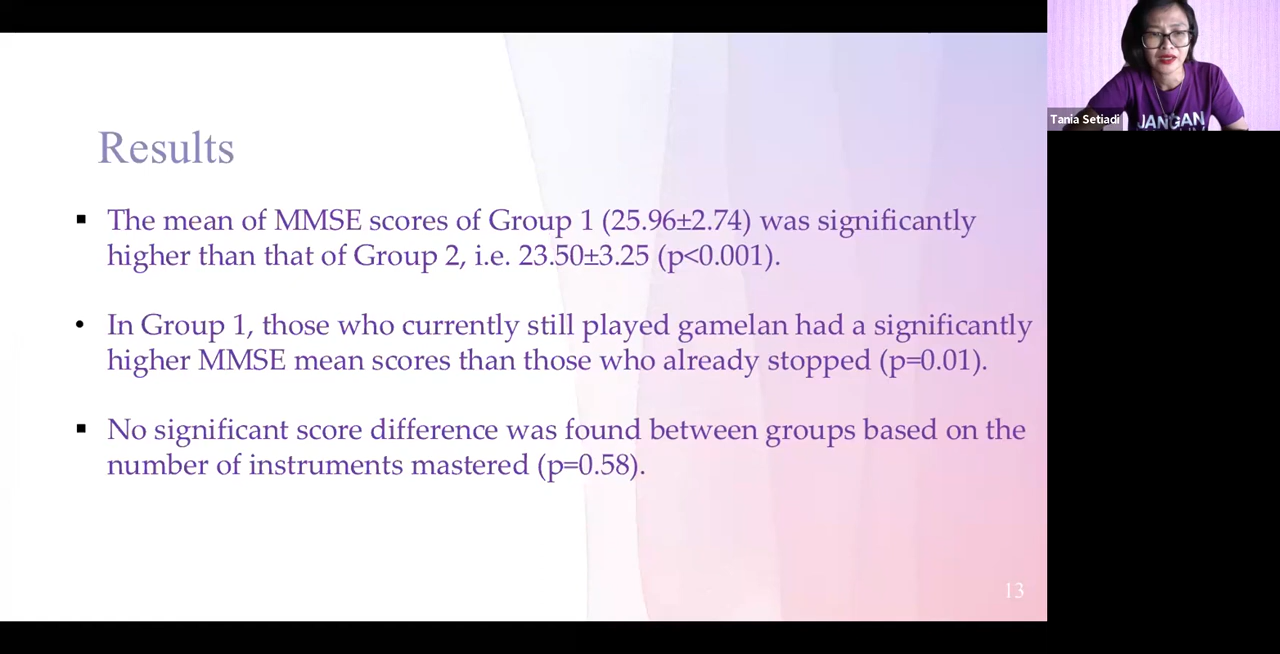 Results
▪ The mean of MMSE scores of Group 1 (25.96±2.74) was significantly
higher than that of Group 2, i.e. 23.50±3.25 (p<0.001).
• In Group 1, those who currently still played gamelan had a significantly
higher MMSE mean scores than those who already stopped (p=0.01).
▪ No significant score difference was found between groups based on the
number of instruments mastered (p=0.58).
13
Tania Setiadi
JANGAN